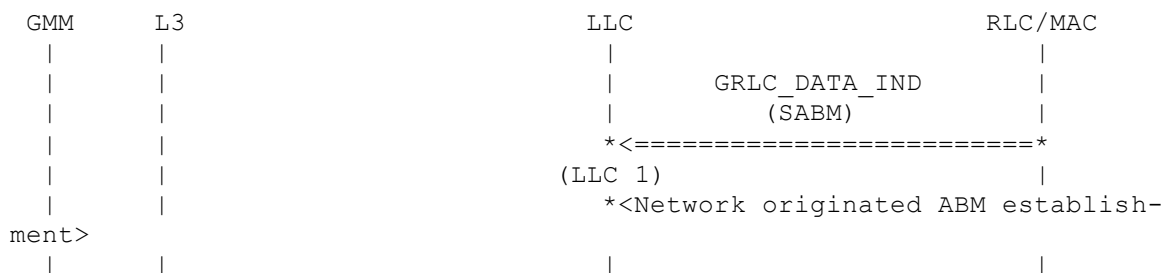 GMM L3 LLC RLC/MAC
| | | |
| | | GRLC_DATA_IND |
| | | (SABM) |
| | *<=========================*
| | (LLC 1) |
| | *<Network originated ABM establish-
ment>
| | | |